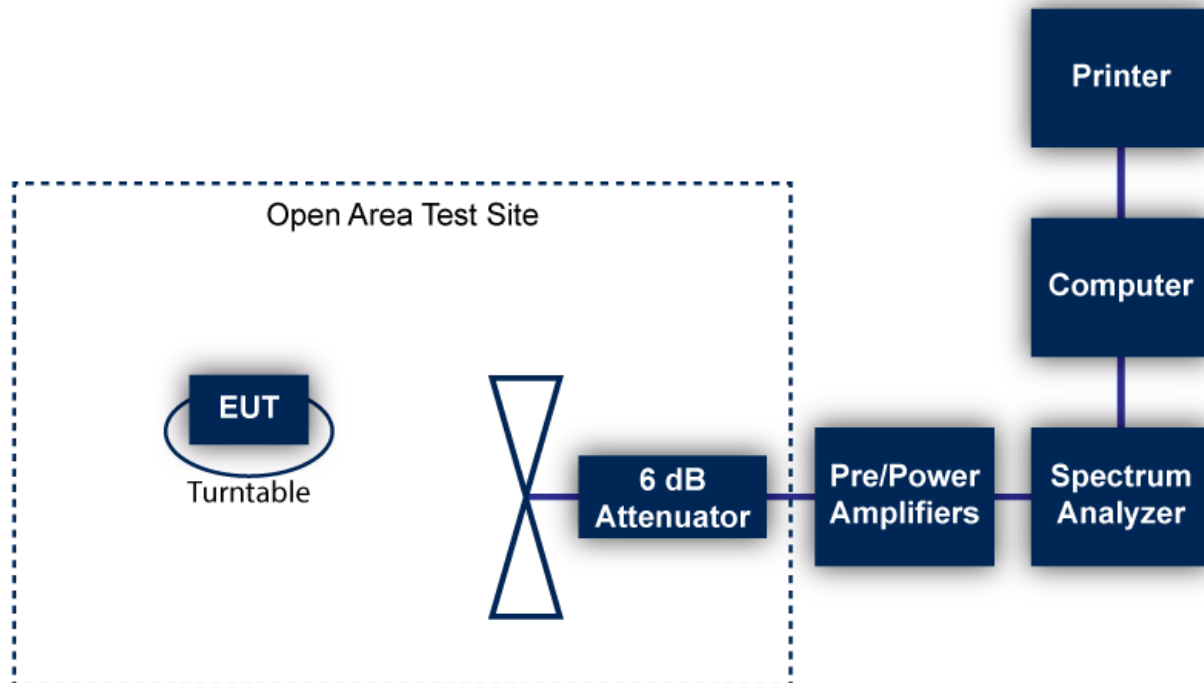 Printer
Open Area Test Site
Computer
EUT
Turntable
6 dB
Attenuator
Pre/Power
Amplifiers
Spectrum
Analyzer